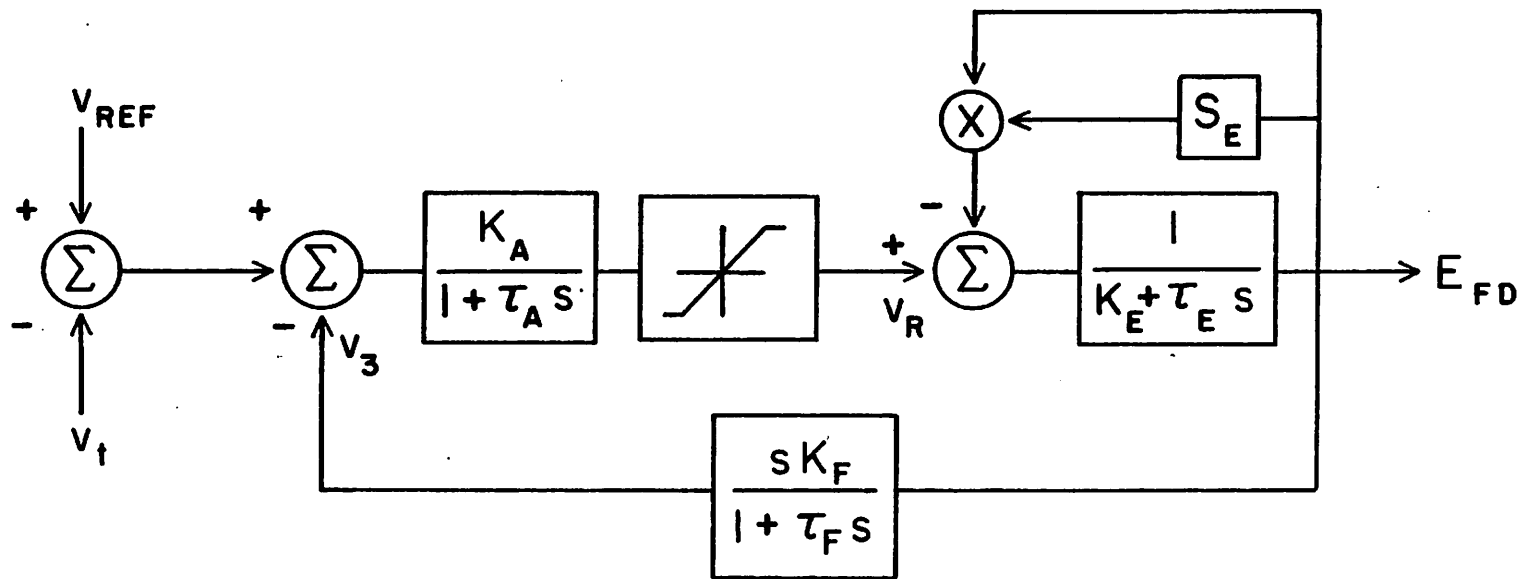 V_REF
+
Σ
-
V_t
+
Σ
-
V_3
K_A
1 + τ_A s
+
V_R
-
Σ
X
S_E
1
K_E + τ_E s
E_FD
s K_F
1 + τ_F s